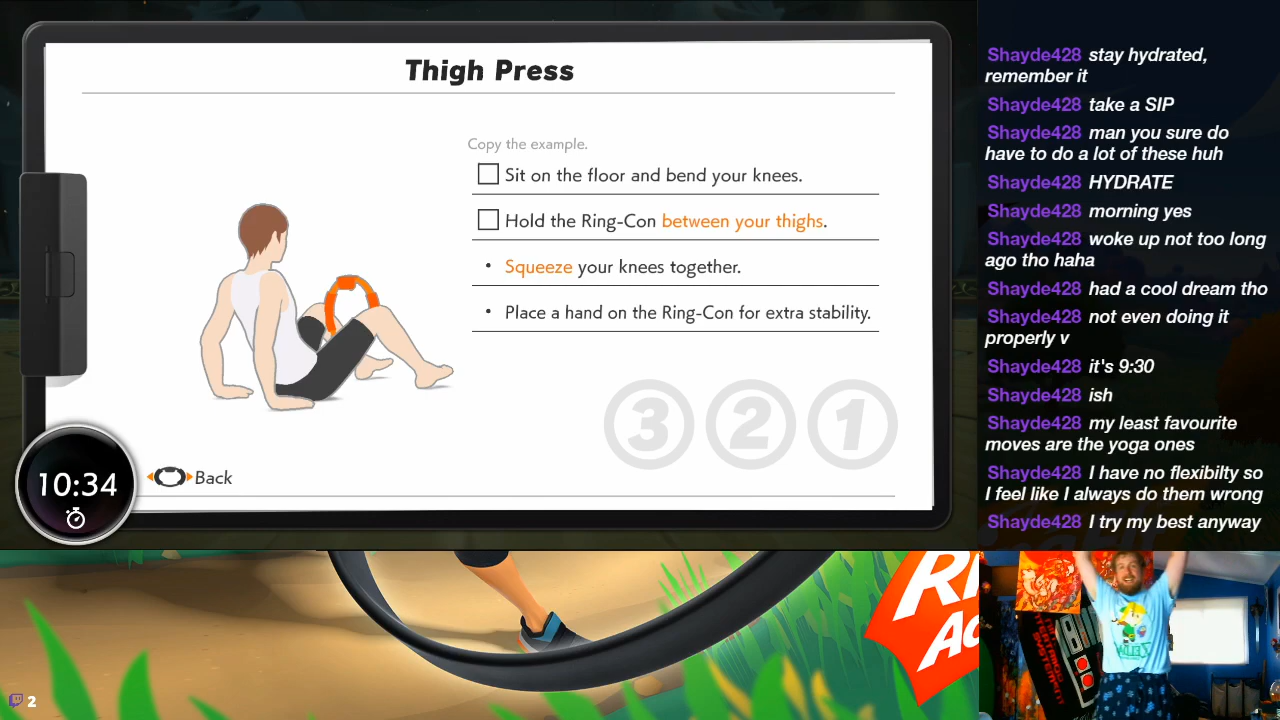 Thigh Press
Copy the example.
Sit on the floor and bend your knees.
Hold the Ring-Con between your thighs.
• Squeeze your knees together.
• Place a hand on the Ring-Con for extra stability.
3 2 1
Back
10:34
Shayde428 stay hydrated,
remember it
Shayde428 take a SIP
Shayde428 man you sure do
have to do a lot of these huh
Shayde428 HYDRATE
Shayde428 morning yes
Shayde428 woke up not too long
ago tho haha
Shayde428 had a cool dream tho
Shayde428 not even doing it
properly v
Shayde428 it's 9:30
Shayde428 ish
Shayde428 my least favourite
moves are the yoga ones
Shayde428 I have no flexibilty so
I feel like I always do them wrong
Shayde428 I try my best anyway
2